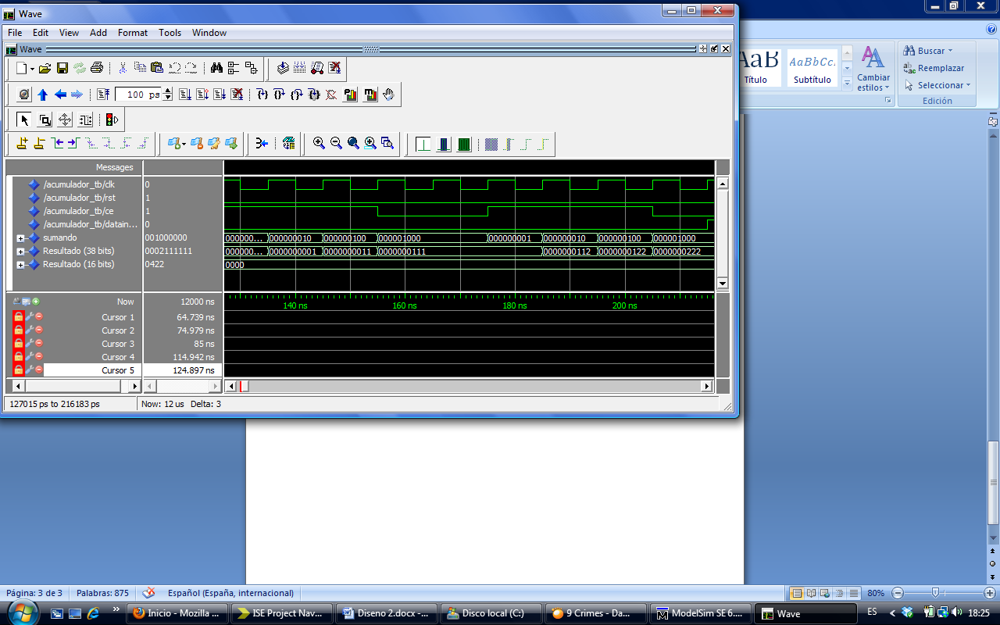 Wave
File Edit View Add Format Tools Window
Wave
100 ps
Messages
/acumulador_tb/clk 0
/acumulador_tb/rst 1
/acumulador_tb/ce 1
/acumulador_tb/datain... 0
sumando 001000000 000000... 000000010 000000100 000001000 000000001 000000010 000000100 000001000
Resultado (38 bits) 0002111111 000000... 0000000001 0000000011 0000000111 0000000112 0000000122 0000000222
Resultado (16 bits) 0422 0000
Now 12000 ns 140 ns 160 ns 180 ns 200 ns
Cursor 1 64.739 ns
Cursor 2 74.979 ns
Cursor 3 85 ns
Cursor 4 114.942 ns
Cursor 5 124.897 ns
127015 ps to 216183 ps Now: 12 us Delta: 3
AaB AaBbCc.
Título Subtítulo
Cambiar
estilos
Buscar
Reemplazar
Seleccionar
Edición
Página: 3 de 3 Palabras: 875 Español (España, internacional) 80%
Inicio - Mozilla ... ISE Project Nav... Diseno 2.docx -... Disco local (C:) 9 Crimes - Da... ModelSim SE 6.... Wave ES 18:25